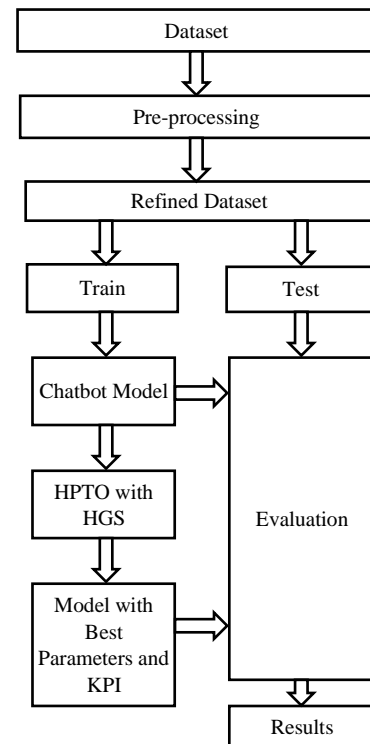 Dataset
Pre-processing
Refined Dataset
Train
Test
Chatbot Model
HPTO with
HGS
Evaluation
Model with
Best
Parameters and
KPI
Results